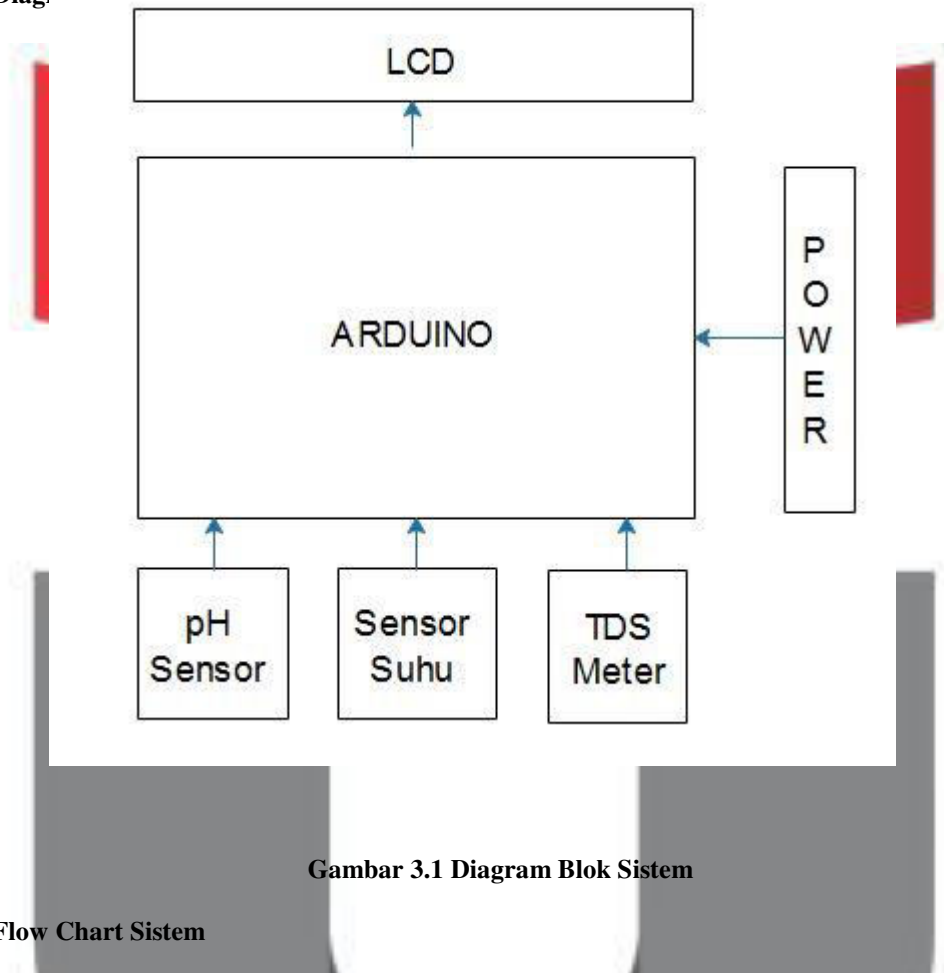 LCD
ARDUINO
P
O
W
E
R
pH
Sensor
Sensor
Suhu
TDS
Meter
Gambar 3.1 Diagram Blok Sistem
Flow Chart Sistem